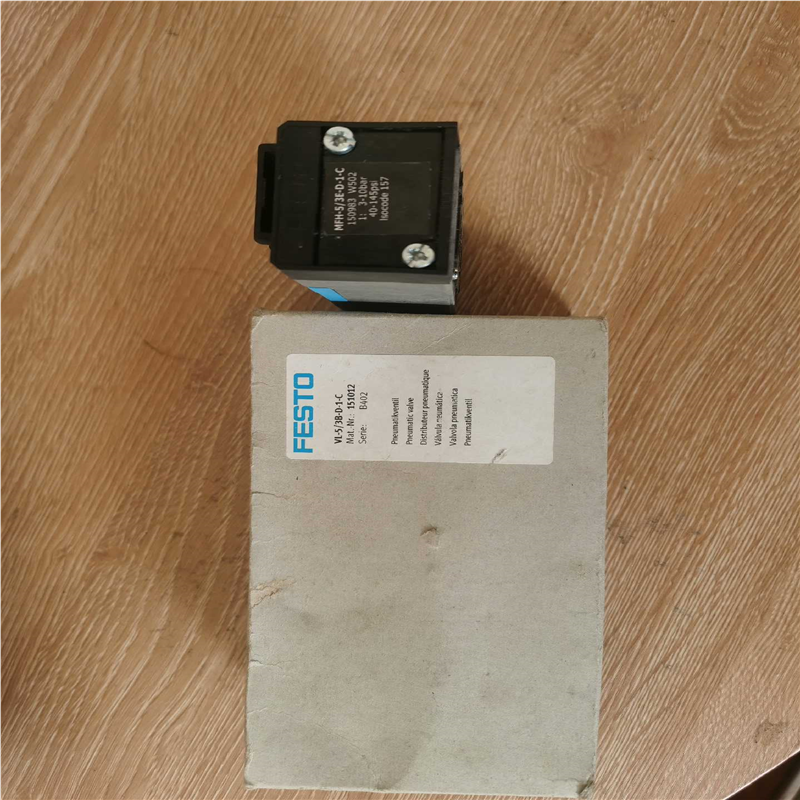 MFH-5/3E-D-1-C
150983 W502
1: 3-10bar
40-145psi
Isocode 157
FESTO
VL-5/3B-D-1-C
Mat. Nr.: 151012
Serie: B402
Pneumatikventil
Pneumatic valve
Distributeur pneumatique
Válvula neumática
Valvola pneumatica
Pneumatikventil